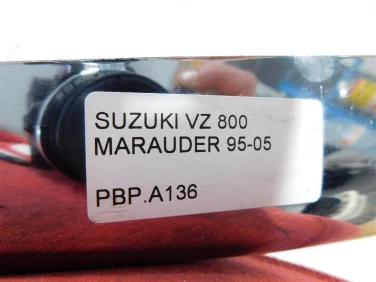 SUZUKI VZ 800
MARAUDER 95-05
PBP.A136